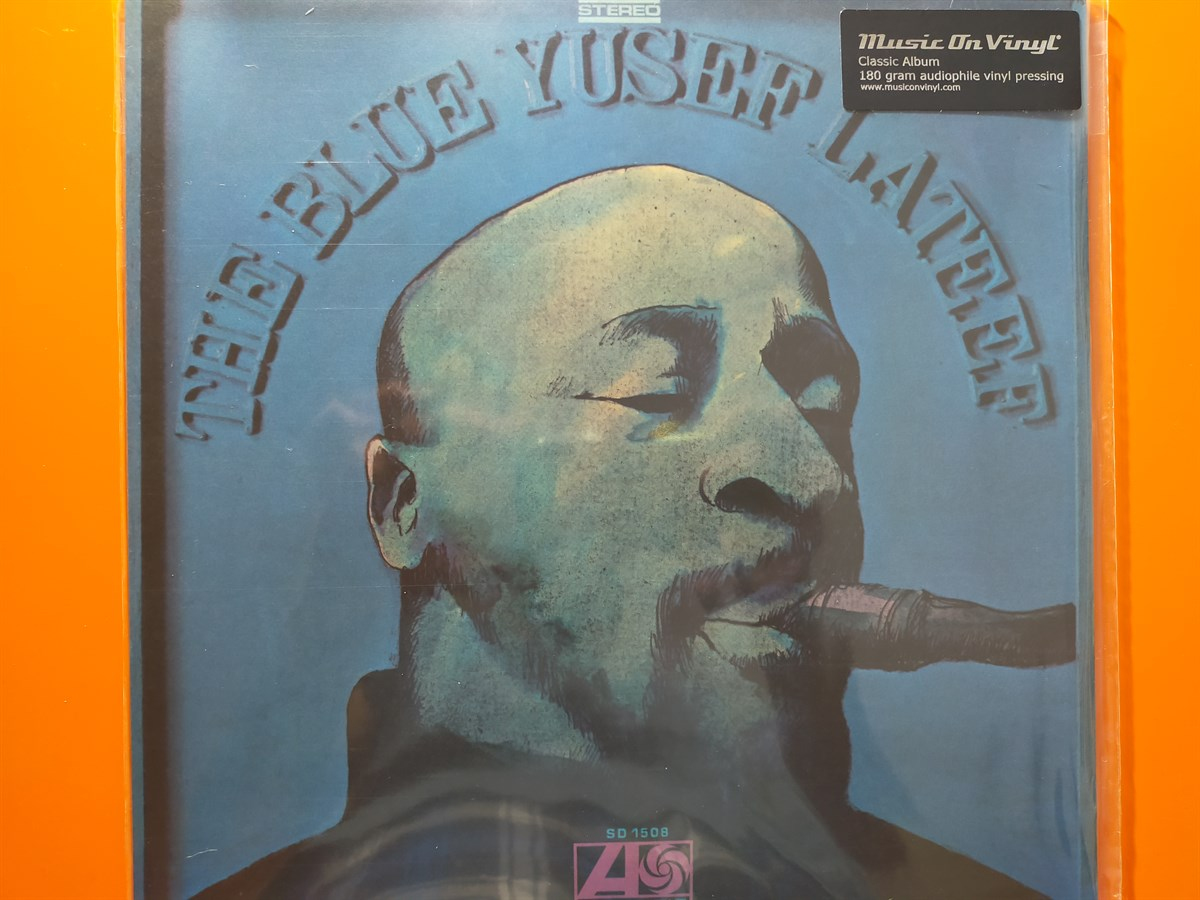 STEREO
THE BLUE YUSEF LATEEF
Music On Vinyl
Classic Album
180 gram audiophile vinyl pressing
www.musiconvinyl.com
SD 1508
A